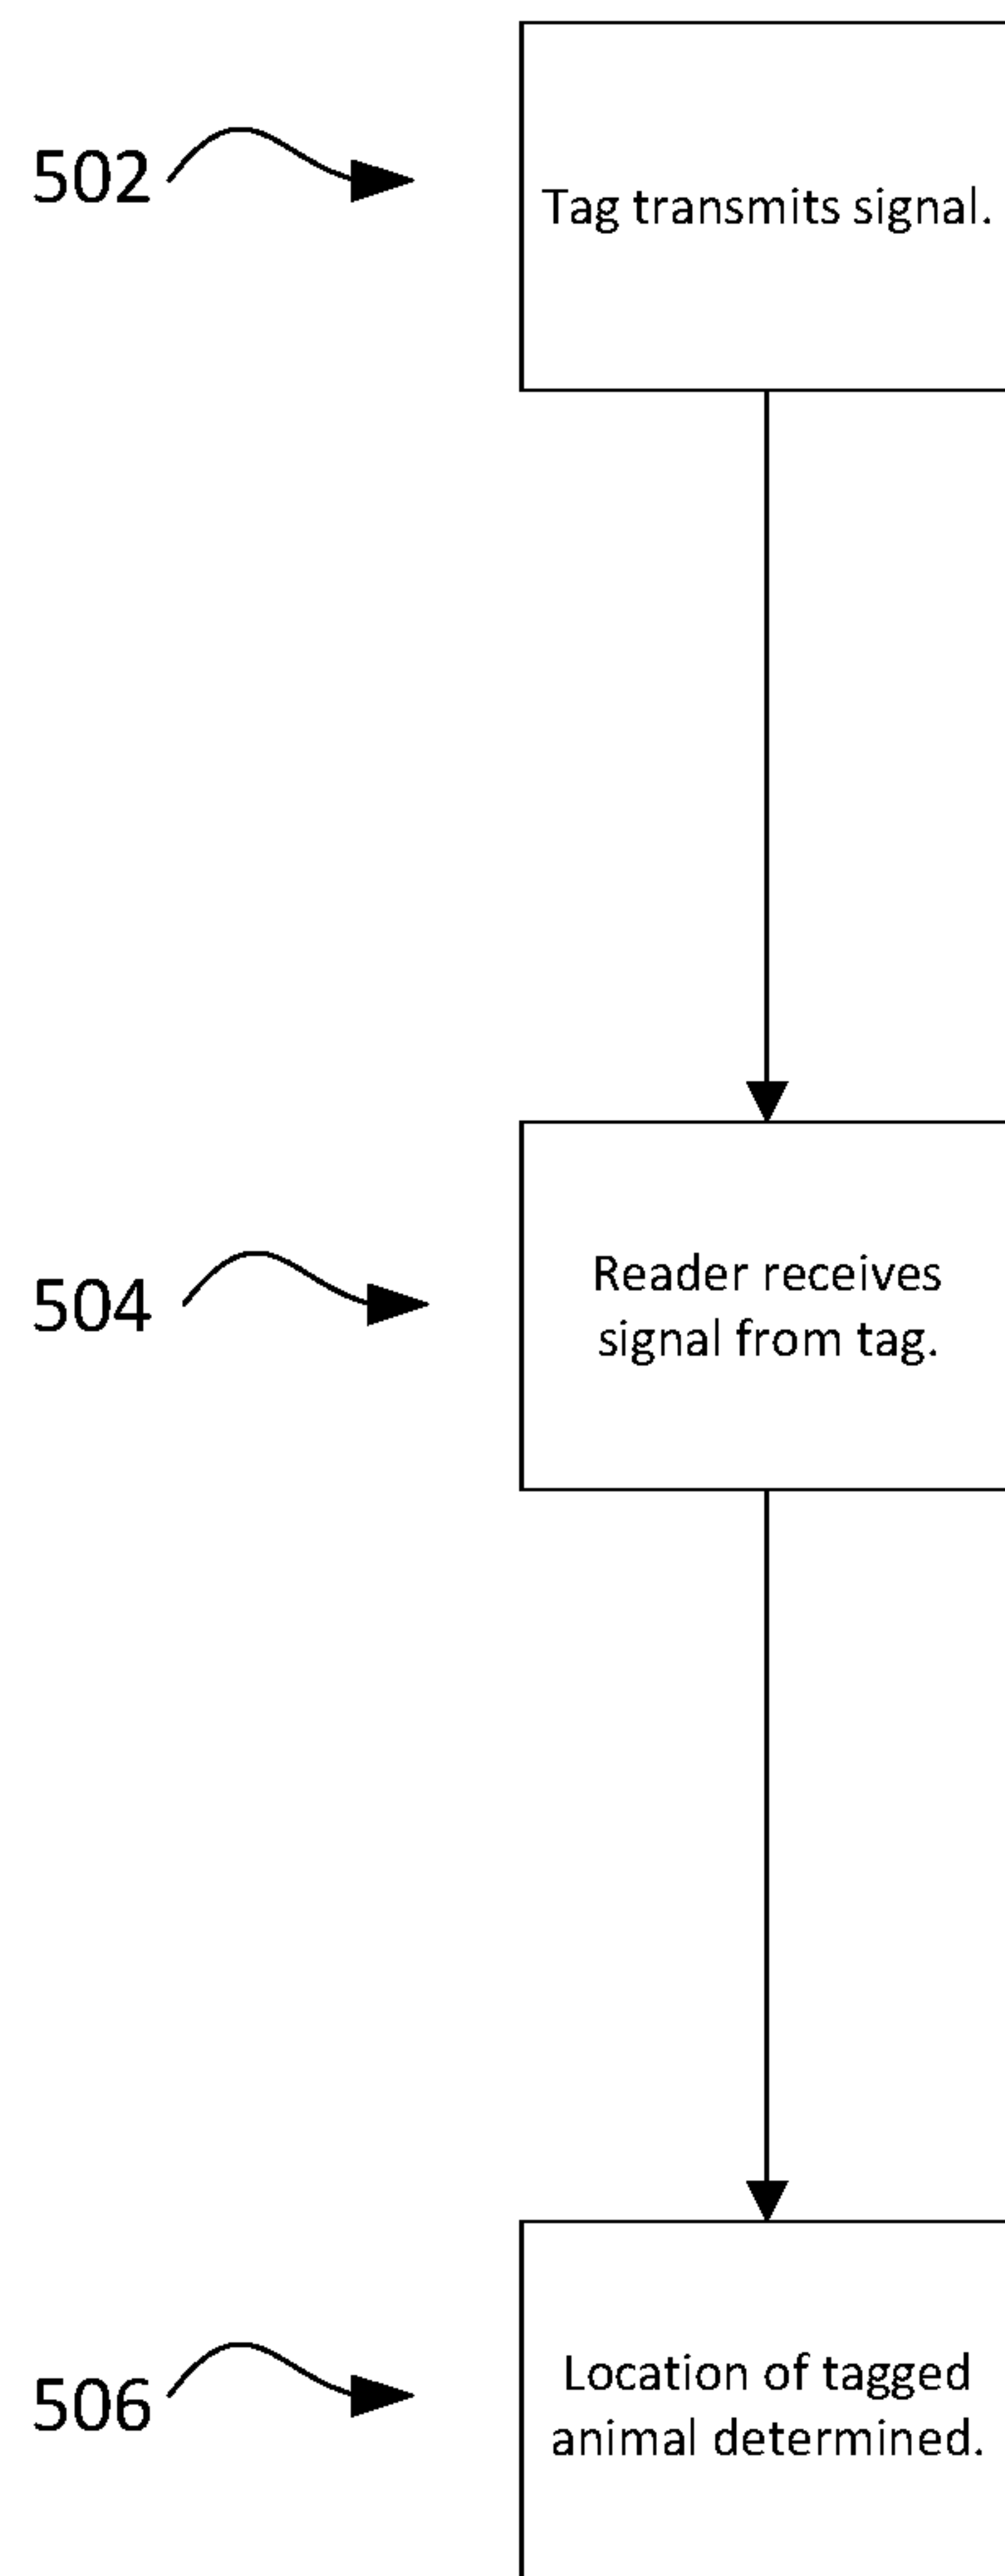 502
Tag transmits signal.
504
Reader receives
signal from tag.
506
Location of tagged
animal determined.